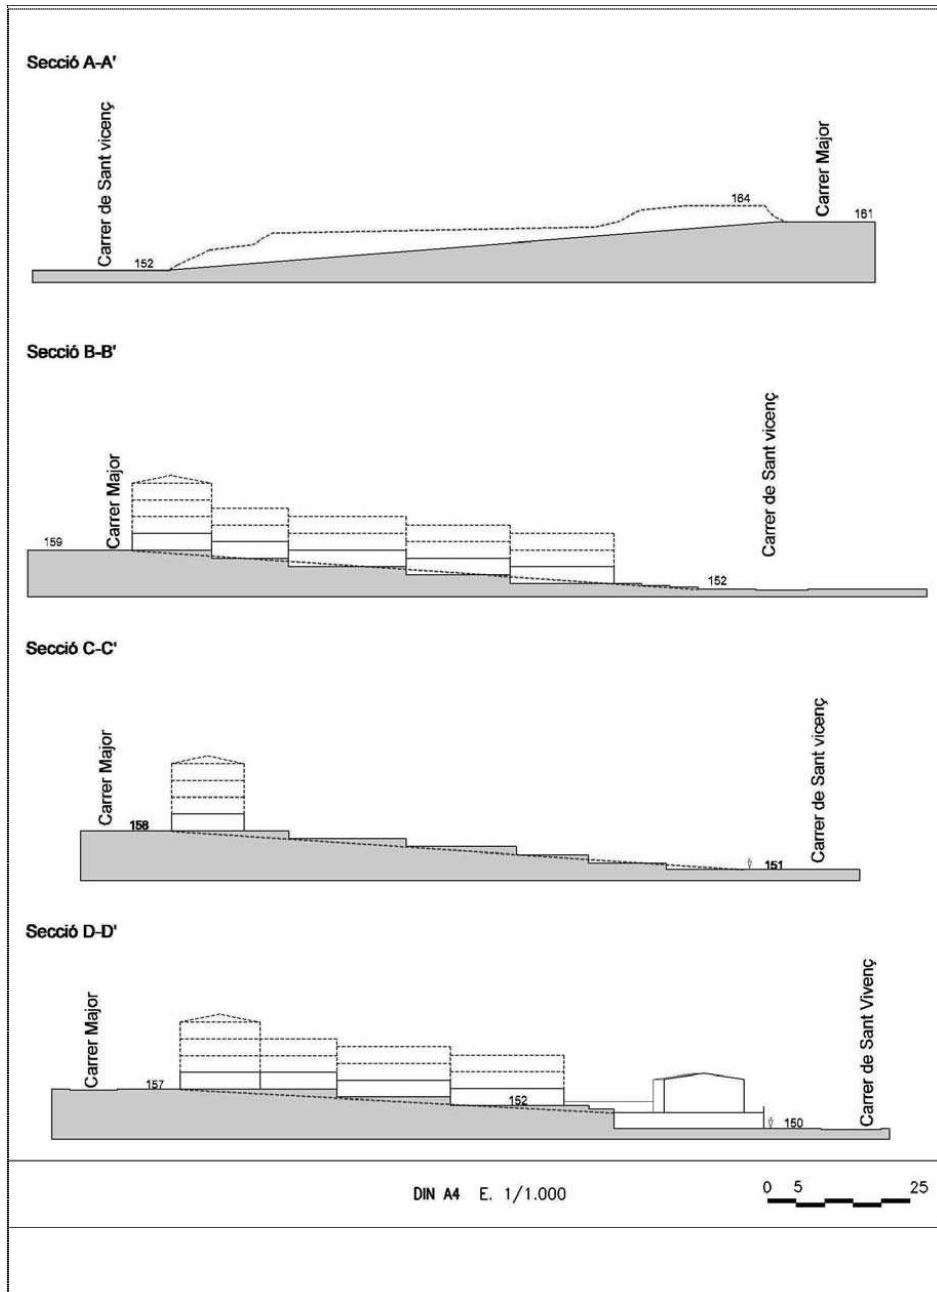 Secció A-A'
Carrer de Sant vicenç
152
164
Carrer Major
161
Secció B-B'
159
Carrer Major
152
Carrer de Sant vicenç
Secció C-C'
Carrer Major
158
151
Carrer de Sant vicenç
Secció D-D'
Carrer Major
157
152
150
Carrer de Sant Vivenç
DIN A4 E. 1/1.000
0 5 25